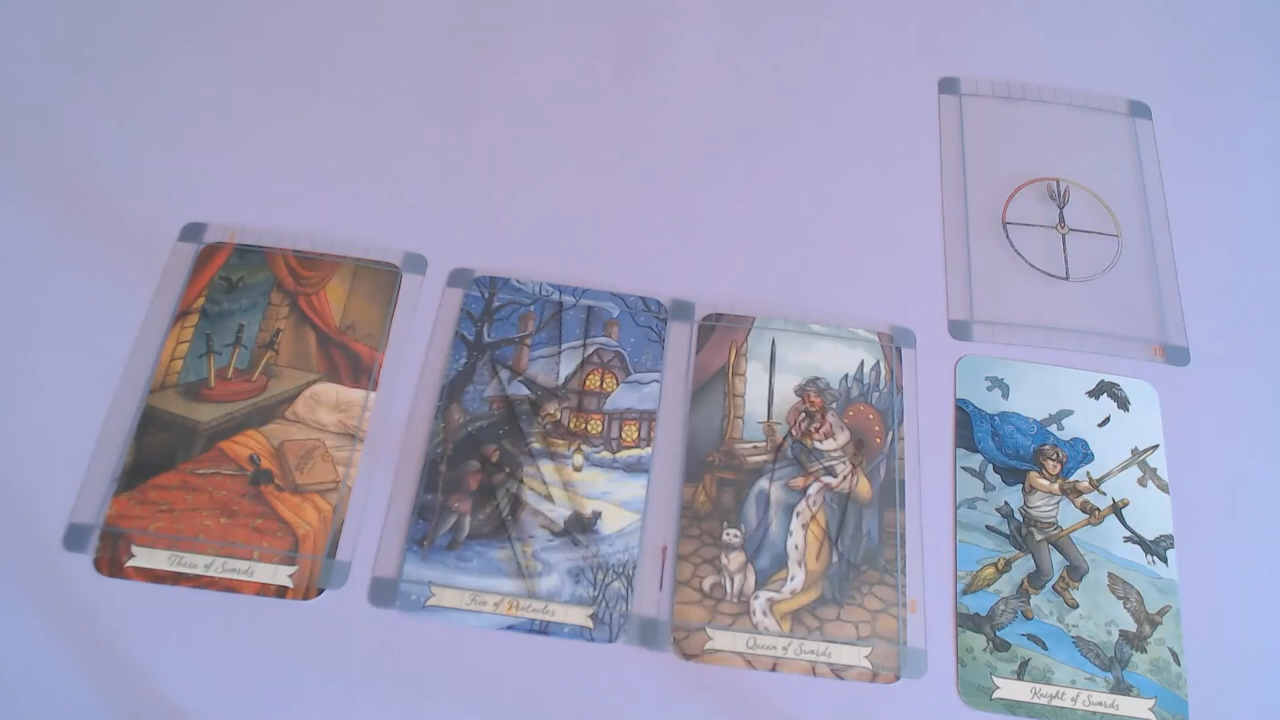 Three of Swords
Five of Pentacles
Queen of Swords
Knight of Swords